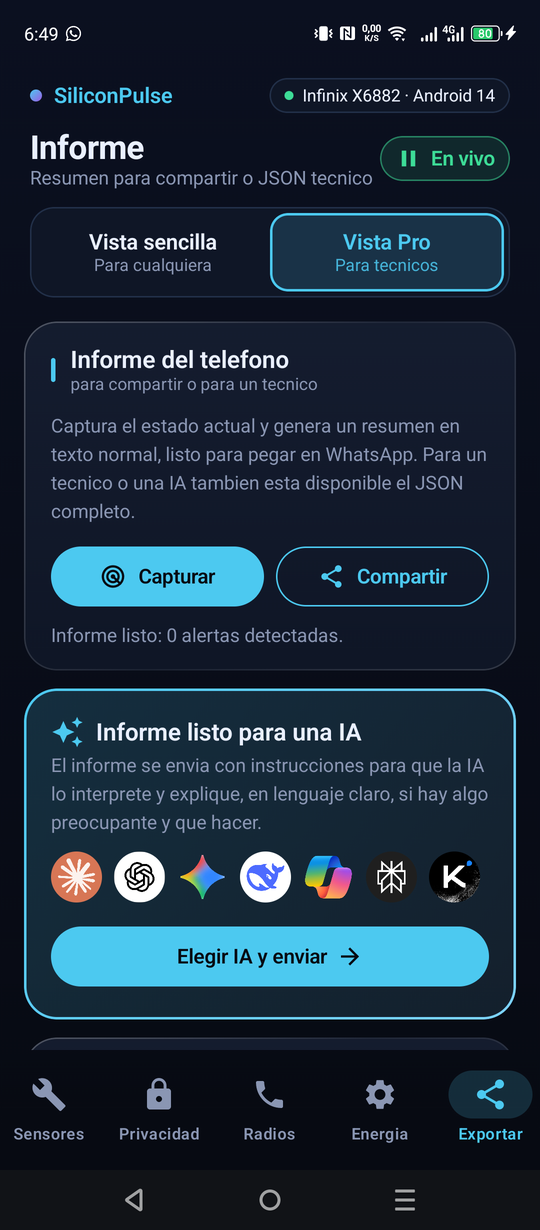 6:49
0,00
K/S
4G
80
SiliconPulse
Infinix X6882 · Android 14
Informe
En vivo
Resumen para compartir o JSON tecnico
Vista sencilla
Para cualquiera
Vista Pro
Para tecnicos
Informe del telefono
para compartir o para un tecnico
Captura el estado actual y genera un resumen en
texto normal, listo para pegar en WhatsApp. Para un
tecnico o una IA tambien esta disponible el JSON
completo.
Capturar
Compartir
Informe listo: 0 alertas detectadas.
Informe listo para una IA
El informe se envia con instrucciones para que la IA
lo interprete y explique, en lenguaje claro, si hay algo
preocupante y que hacer.
K
Elegir IA y enviar →
Sensores
Privacidad
Radios
Energia
Exportar